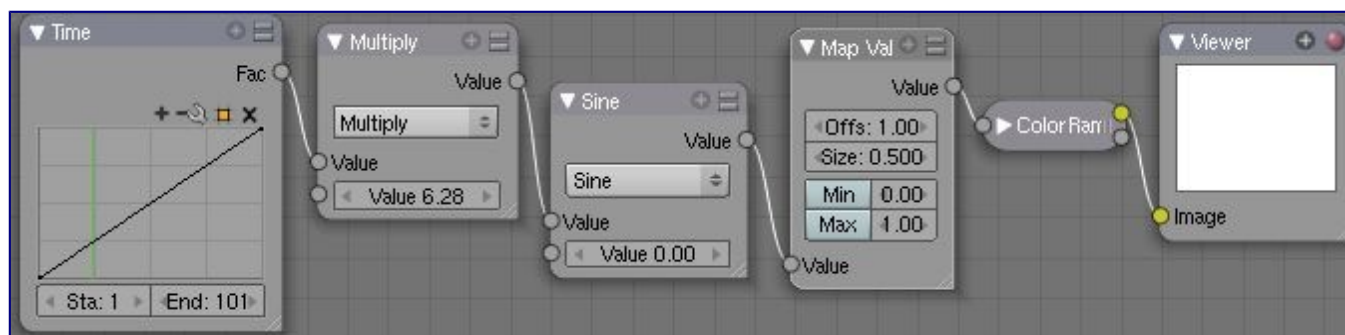 Time
Fac
Sta: 1
End: 101
Multiply
Value
Multiply
Value
Value 6.28
Sine
Value
Sine
Value
Value 0.00
Map Val
Value
Offs: 1.00
Size: 0.500
Min 0.00
Max 1.00
Value
Color Ram
Viewer
Image